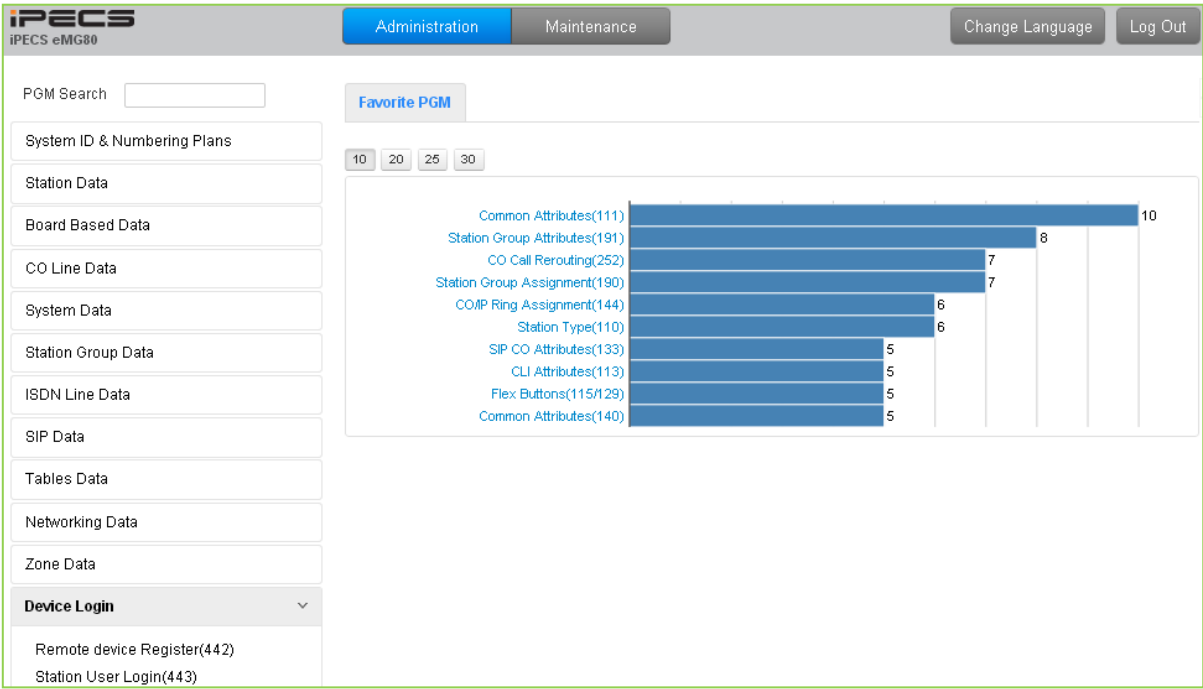 iPECS
iPECS eMG80
Administration
Maintenance
Change Language
Log Out
PGM Search
System ID & Numbering Plans
Station Data
Board Based Data
CO Line Data
System Data
Station Group Data
ISDN Line Data
SIP Data
Tables Data
Networking Data
Zone Data
Device Login
Remote device Register(442)
Station User Login(443)
Favorite PGM
10 20 25 30
Common Attributes(111) 10
Station Group Attributes(191) 8
CO Call Rerouting(252) 7
Station Group Assignment(190) 7
CO/IP Ring Assignment(144) 6
Station Type(110) 6
SIP CO Attributes(133) 5
CLI Attributes(113) 5
Flex Buttons(115/129) 5
Common Attributes(140) 5